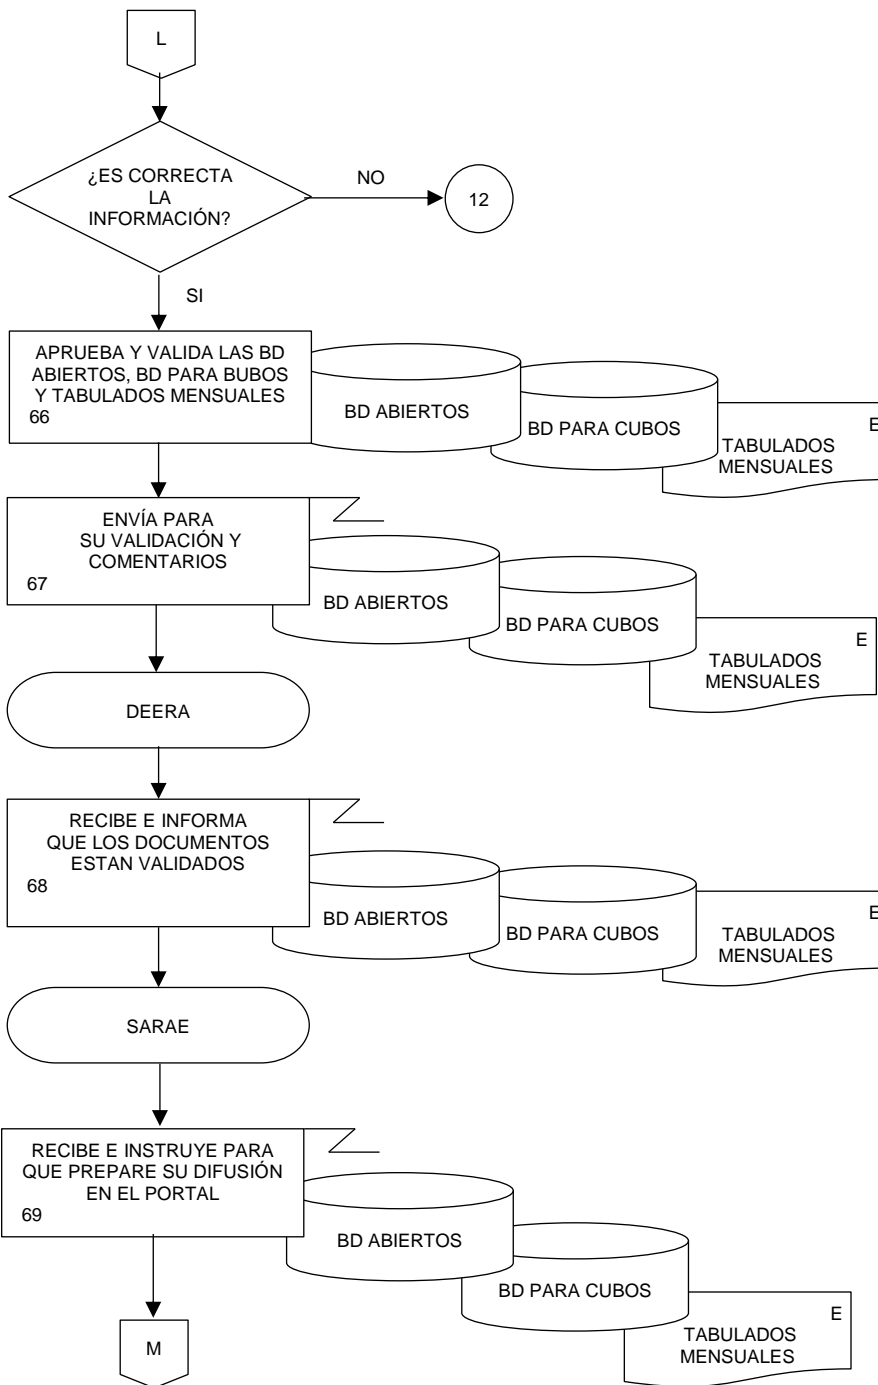 L
¿ES CORRECTA
LA
INFORMACIÓN?
NO
12
SI
APRUEBA Y VALIDA LAS BD
ABIERTOS, BD PARA BUBOS
Y TABULADOS MENSUALES
66
BD ABIERTOS
BD PARA CUBOS
E
TABULADOS
MENSUALES
ENVÍA PARA
SU VALIDACIÓN Y
COMENTARIOS
67
BD ABIERTOS
BD PARA CUBOS
E
TABULADOS
MENSUALES
DEERA
RECIBE E INFORMA
QUE LOS DOCUMENTOS
ESTAN VALIDADOS
68
BD ABIERTOS
BD PARA CUBOS
E
TABULADOS
MENSUALES
SARAE
RECIBE E INSTRUYE PARA
QUE PREPARE SU DIFUSIÓN
EN EL PORTAL
69
BD ABIERTOS
BD PARA CUBOS
E
TABULADOS
MENSUALES
M